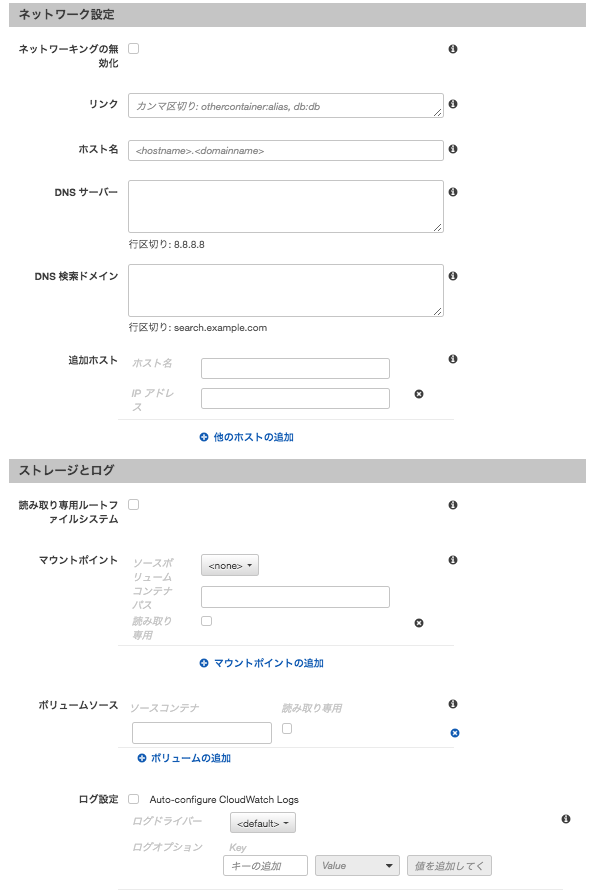 ネットワーク設定
ネットワーキングの無
効化
リンク
カンマ区切り: othercontainer:alias, db:db
ホスト名
<hostname>.<domainname>
DNS サーバー
行区切り: 8.8.8.8
DNS 検索ドメイン
行区切り: search.example.com
追加ホスト
ホスト名
IP アドレ
ス
他のホストの追加
ストレージとログ
読み取り専用ルートフ
ァイルシステム
マウントポイント
ソースボ
リューム
<none>
コンテナ
パス
読み取り
専用
マウントポイントの追加
ボリュームソース
ソースコンテナ
読み取り専用
ボリュームの追加
ログ設定
Auto-configure CloudWatch Logs
ログドライバー
<default>
ログオプション
Key
キーの追加
Value
値を追加してく